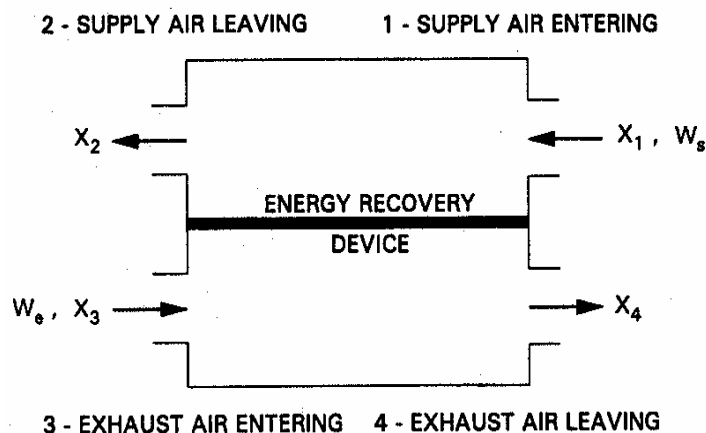 2 - SUPPLY AIR LEAVING 1 - SUPPLY AIR ENTERING
X₂ X₁ , Wₛ
ENERGY RECOVERY
DEVICE
Wₑ , X₃ X₄
3 - EXHAUST AIR ENTERING 4 - EXHAUST AIR LEAVING